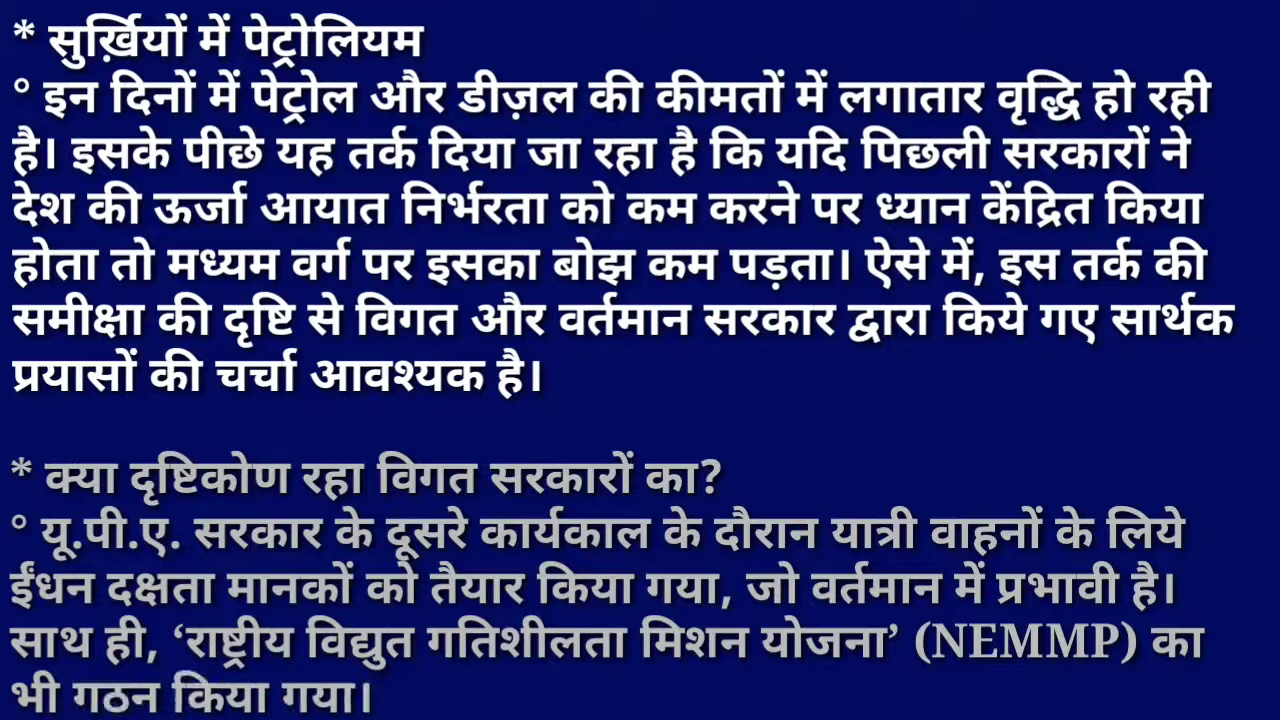 * सुर्ख़ियों में पेट्रोलियम
° इन दिनों में पेट्रोल और डीज़ल की कीमतों में लगातार वृद्धि हो रही
है। इसके पीछे यह तर्क दिया जा रहा है कि यदि पिछली सरकारों ने
देश की ऊर्जा आयात निर्भरता को कम करने पर ध्यान केंद्रित किया
होता तो मध्यम वर्ग पर इसका बोझ कम पड़ता। ऐसे में, इस तर्क की
समीक्षा की दृष्टि से विगत और वर्तमान सरकार द्वारा किये गए सार्थक
प्रयासों की चर्चा आवश्यक है।
* क्या दृष्टिकोण रहा विगत सरकारों का?
° यू.पी.ए. सरकार के दूसरे कार्यकाल के दौरान यात्री वाहनों के लिये
ईंधन दक्षता मानकों को तैयार किया गया, जो वर्तमान में प्रभावी है।
साथ ही, ‘राष्ट्रीय विद्युत गतिशीलता मिशन योजना’ (NEMMP) का
भी गठन किया गया।